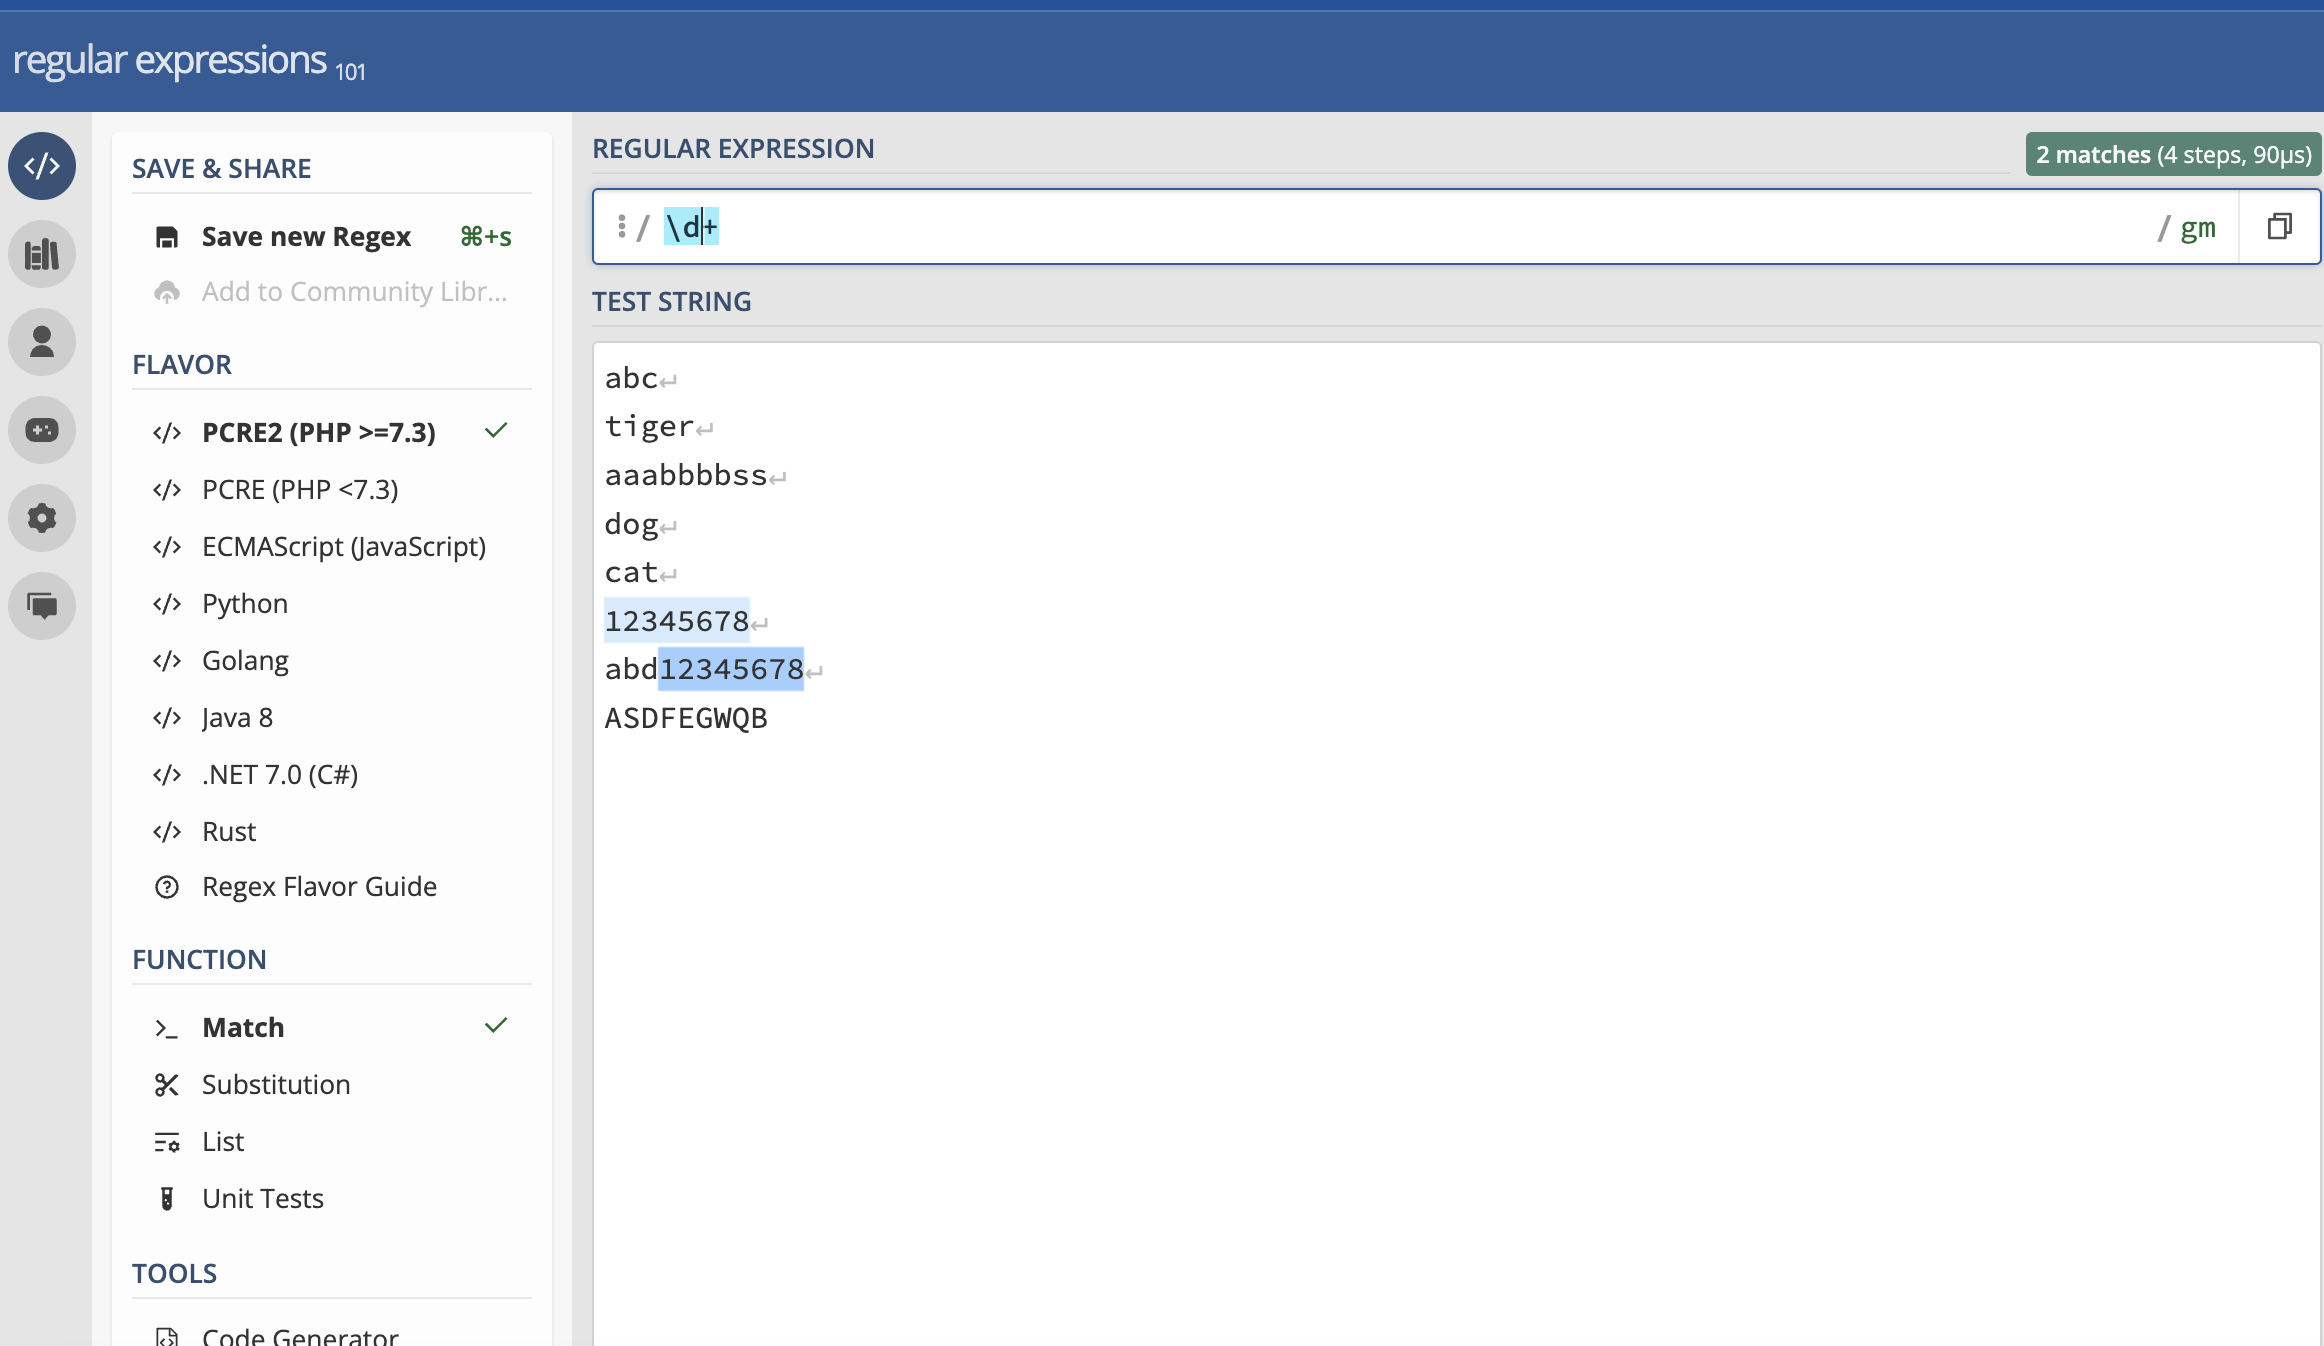 regular expressions 101
SAVE & SHARE
Save new Regex ⌘+s
Add to Community Libr...
FLAVOR
</> PCRE2 (PHP >=7.3)
</> PCRE (PHP <7.3)
</> ECMAScript (JavaScript)
</> Python
</> Golang
</> Java 8
</> .NET 7.0 (C#)
</> Rust
Regex Flavor Guide
FUNCTION
Match
Substitution
List
Unit Tests
TOOLS
Code Generator
REGULAR EXPRESSION
2 matches (4 steps, 90µs)
/ \d+ / gm
TEST STRING
abc
tiger
aaabbbbss
dog
cat
12345678
abd12345678
ASDFEGWQB